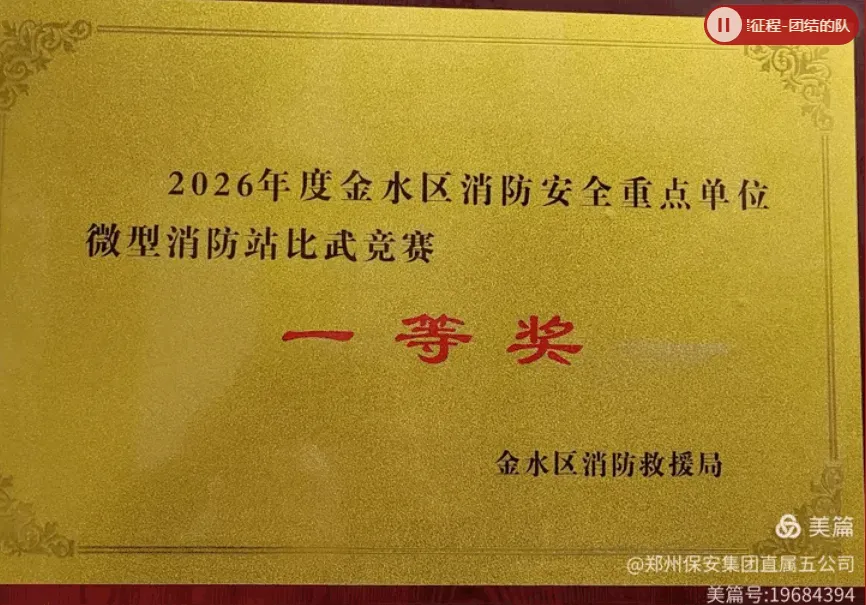 征程-团结的队
2026年度金水区消防安全重点单位
微型消防站比武竞赛
一等奖
金水区消防救援局
美篇
@郑州保安集团直属五公司
美篇号:19684394